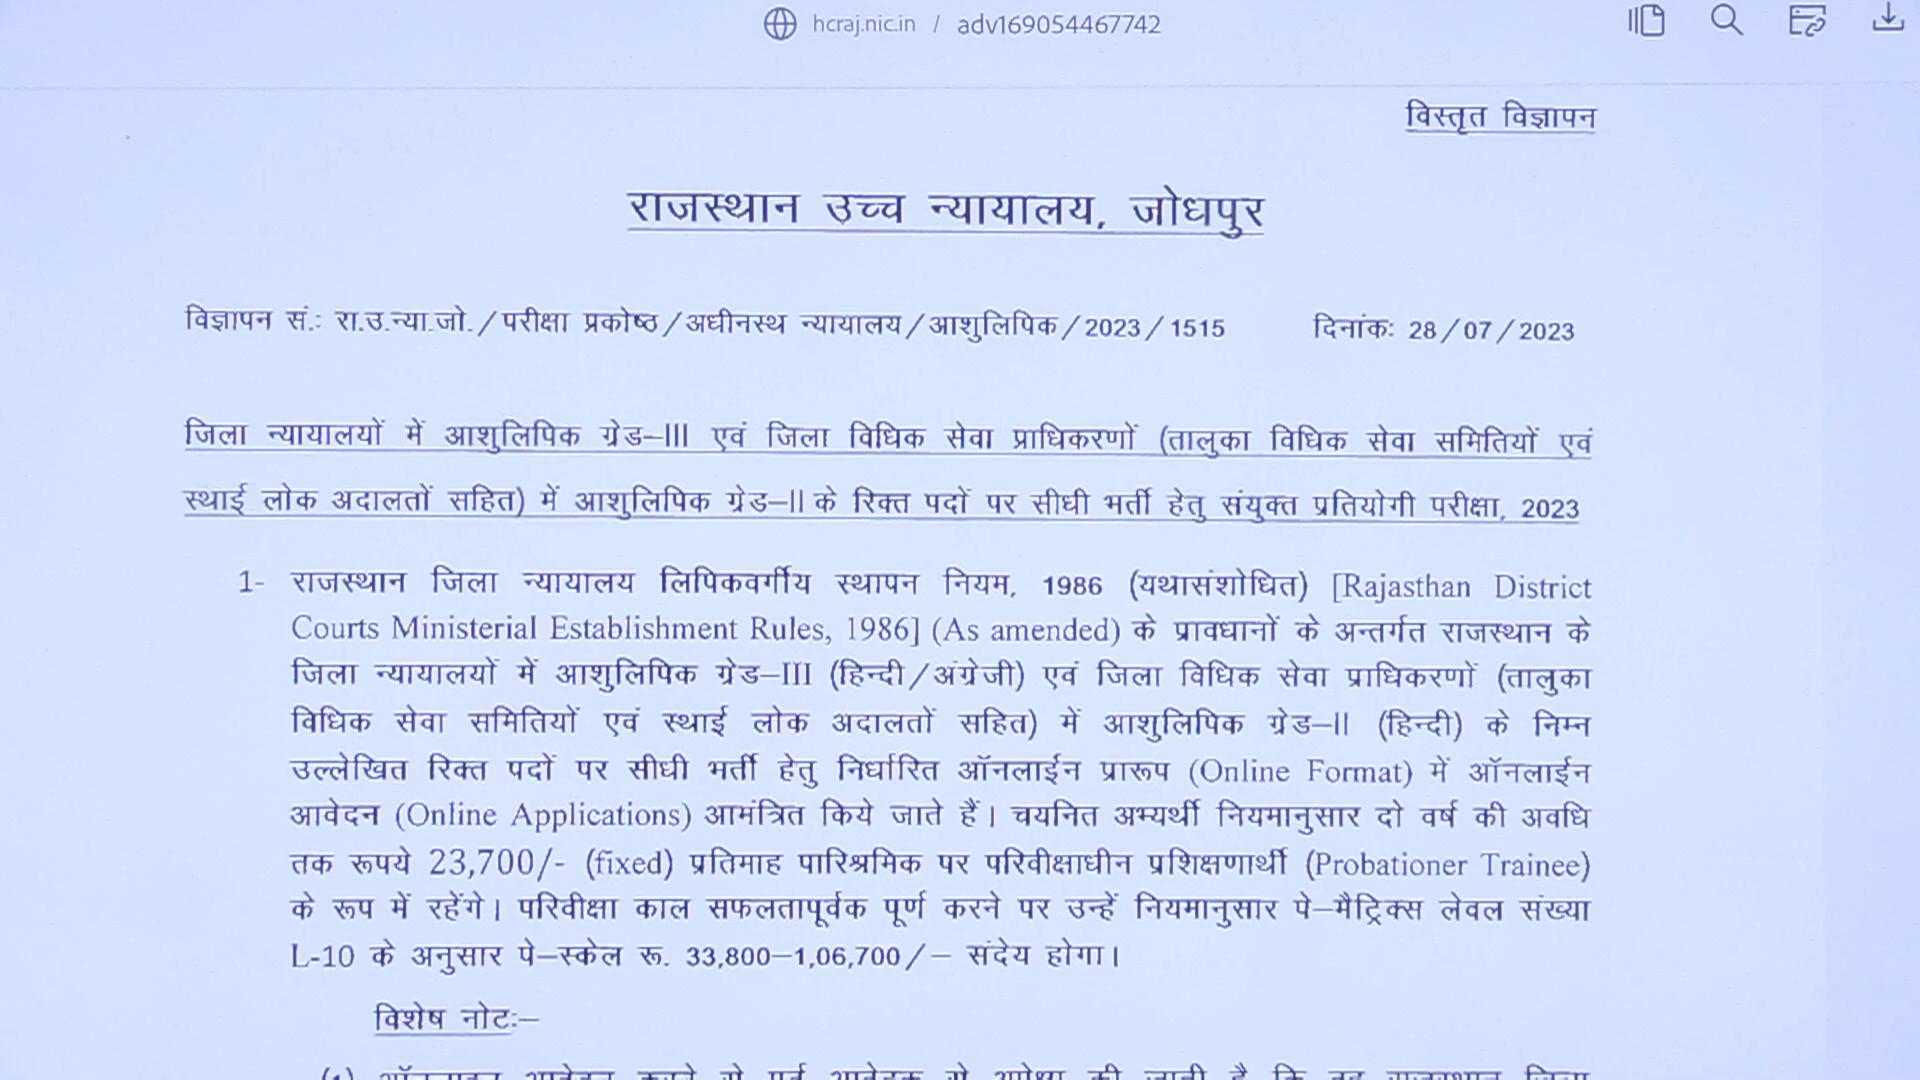 hcraj.nic.in / adv169054467742
विस्तृत विज्ञापन
राजस्थान उच्च न्यायालय, जोधपुर
विज्ञापन सं.: रा.उ.न्या.जो./परीक्षा प्रकोष्ठ/अधीनस्थ न्यायालय/आशुलिपिक/2023/1515 दिनांक: 28/07/2023
जिला न्यायालयों में आशुलिपिक ग्रेड–III एवं जिला विधिक सेवा प्राधिकरणों (तालुका विधिक सेवा समितियों एवं
स्थाई लोक अदालतों सहित) में आशुलिपिक ग्रेड–II के रिक्त पदों पर सीधी भर्ती हेतु संयुक्त प्रतियोगी परीक्षा, 2023
1- राजस्थान जिला न्यायालय लिपिकवर्गीय स्थापन नियम, 1986 (यथासंशोधित) [Rajasthan District
Courts Ministerial Establishment Rules, 1986] (As amended) के प्रावधानों के अन्तर्गत राजस्थान के
जिला न्यायालयों में आशुलिपिक ग्रेड–III (हिन्दी/अंग्रेजी) एवं जिला विधिक सेवा प्राधिकरणों (तालुका
विधिक सेवा समितियों एवं स्थाई लोक अदालतों सहित) में आशुलिपिक ग्रेड–II (हिन्दी) के निम्न
उल्लेखित रिक्त पदों पर सीधी भर्ती हेतु निर्धारित ऑनलाईन प्रारूप (Online Format) में ऑनलाईन
आवेदन (Online Applications) आमंत्रित किये जाते हैं। चयनित अभ्यर्थी नियमानुसार दो वर्ष की अवधि
तक रूपये 23,700/- (fixed) प्रतिमाह पारिश्रमिक पर परिवीक्षाधीन प्रशिक्षणार्थी (Probationer Trainee)
के रूप में रहेंगे। परिवीक्षा काल सफलतापूर्वक पूर्ण करने पर उन्हें नियमानुसार पे–मैट्रिक्स लेवल संख्या
L-10 के अनुसार पे–स्केल रू. 33,800–1,06,700/– संदेय होगा।
विशेष नोट:–